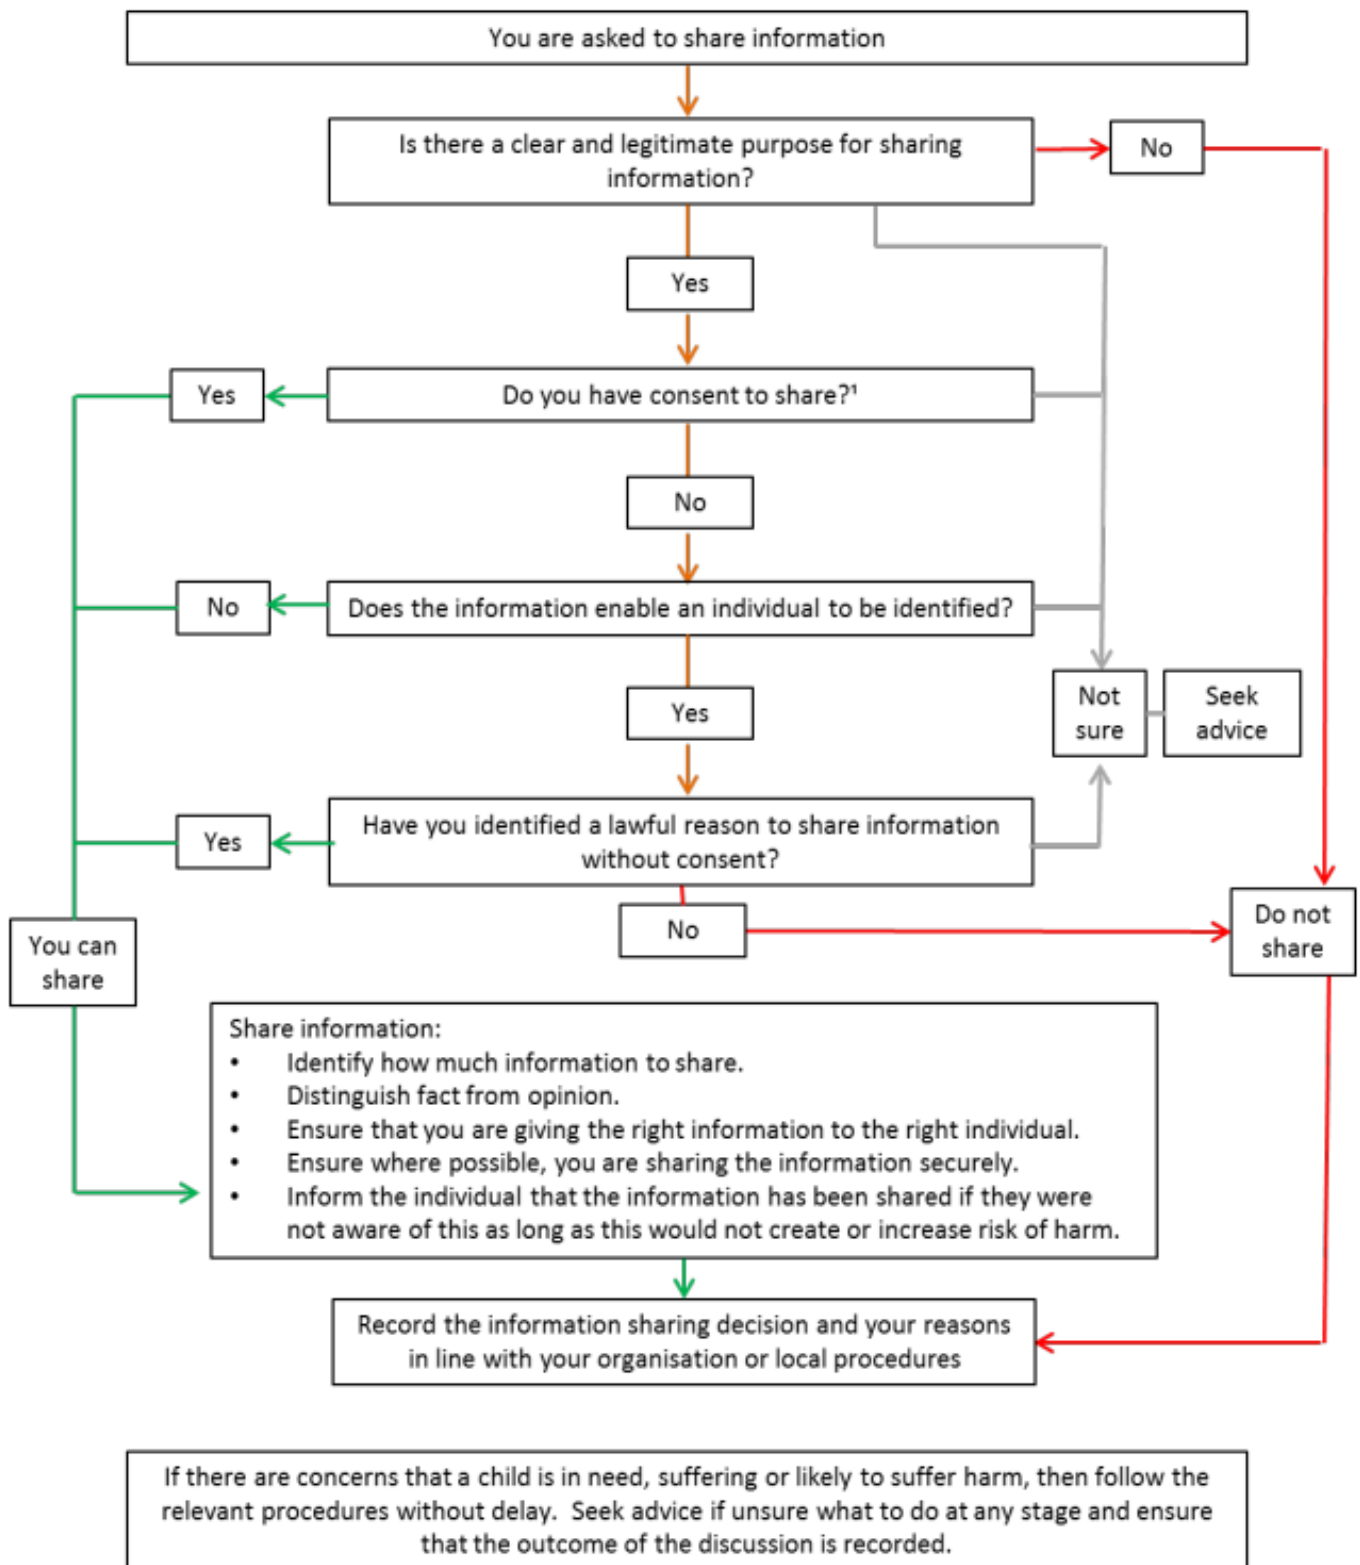 You are asked to share information
Is there a clear and legitimate purpose for sharing
information?
No
Yes
Yes
Do you have consent to share?¹
No
No
Does the information enable an individual to be identified?
Yes
Not
sure
Seek
advice
Yes
Have you identified a lawful reason to share information
without consent?
No
Do not
share
You can
share
Share information:
• Identify how much information to share.
• Distinguish fact from opinion.
• Ensure that you are giving the right information to the right individual.
• Ensure where possible, you are sharing the information securely.
• Inform the individual that the information has been shared if they were
not aware of this as long as this would not create or increase risk of harm.
Record the information sharing decision and your reasons
in line with your organisation or local procedures
If there are concerns that a child is in need, suffering or likely to suffer harm, then follow the
relevant procedures without delay.  Seek advice if unsure what to do at any stage and ensure
that the outcome of the discussion is recorded.